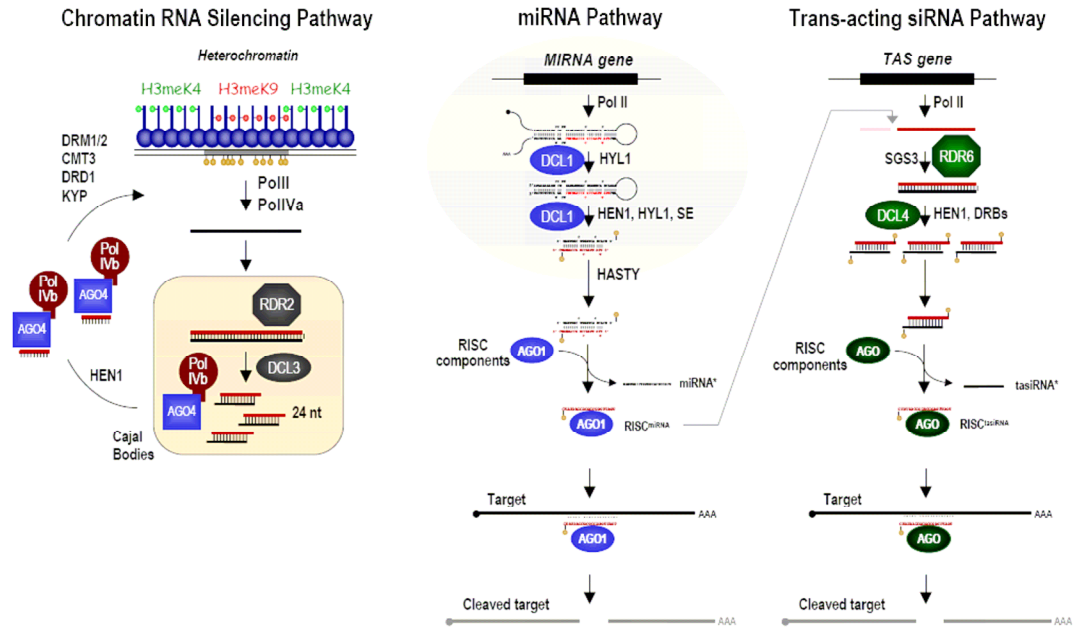 Chromatin RNA Silencing Pathway
Heterochromatin
H3meK4
H3meK9
H3meK4
DRM1/2
CMT3
DRD1
KYP
PolII
PolIVa
Pol
IVb
AGO4
Pol
IVb
AGO4
RDR2
DCL3
Pol
IVb
AGO4
24 nt
HEN1
Cajal
Bodies
miRNA Pathway
MIRNA gene
Pol II
AAA
DCL1
HYL1
DCL1
HEN1, HYL1, SE
HASTY
RISC
components
AGO1
miRNA*
AGO1
RISCmiRNA
Target
AAA
AGO1
Cleaved target
AAA
Trans-acting siRNA Pathway
TAS gene
Pol II
SGS3
RDR6
DCL4
HEN1, DRBs
RISC
components
AGO
tasiRNA*
AGO
RISCtasiRNA
Target
AAA
AGO
Cleaved target
AAA